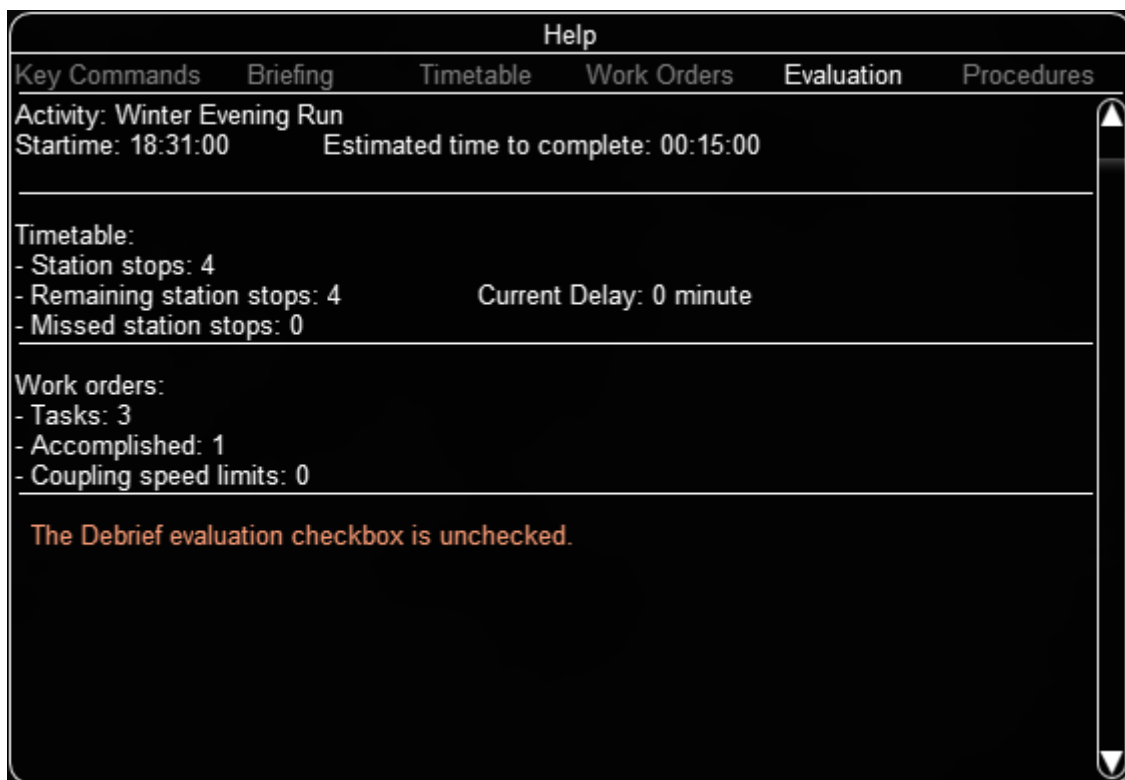 Help
Key Commands Briefing Timetable Work Orders Evaluation Procedures
Activity: Winter Evening Run
Startime: 18:31:00 Estimated time to complete: 00:15:00
Timetable:
- Station stops: 4
- Remaining station stops: 4 Current Delay: 0 minute
- Missed station stops: 0
Work orders:
- Tasks: 3
- Accomplished: 1
- Coupling speed limits: 0
The Debrief evaluation checkbox is unchecked.